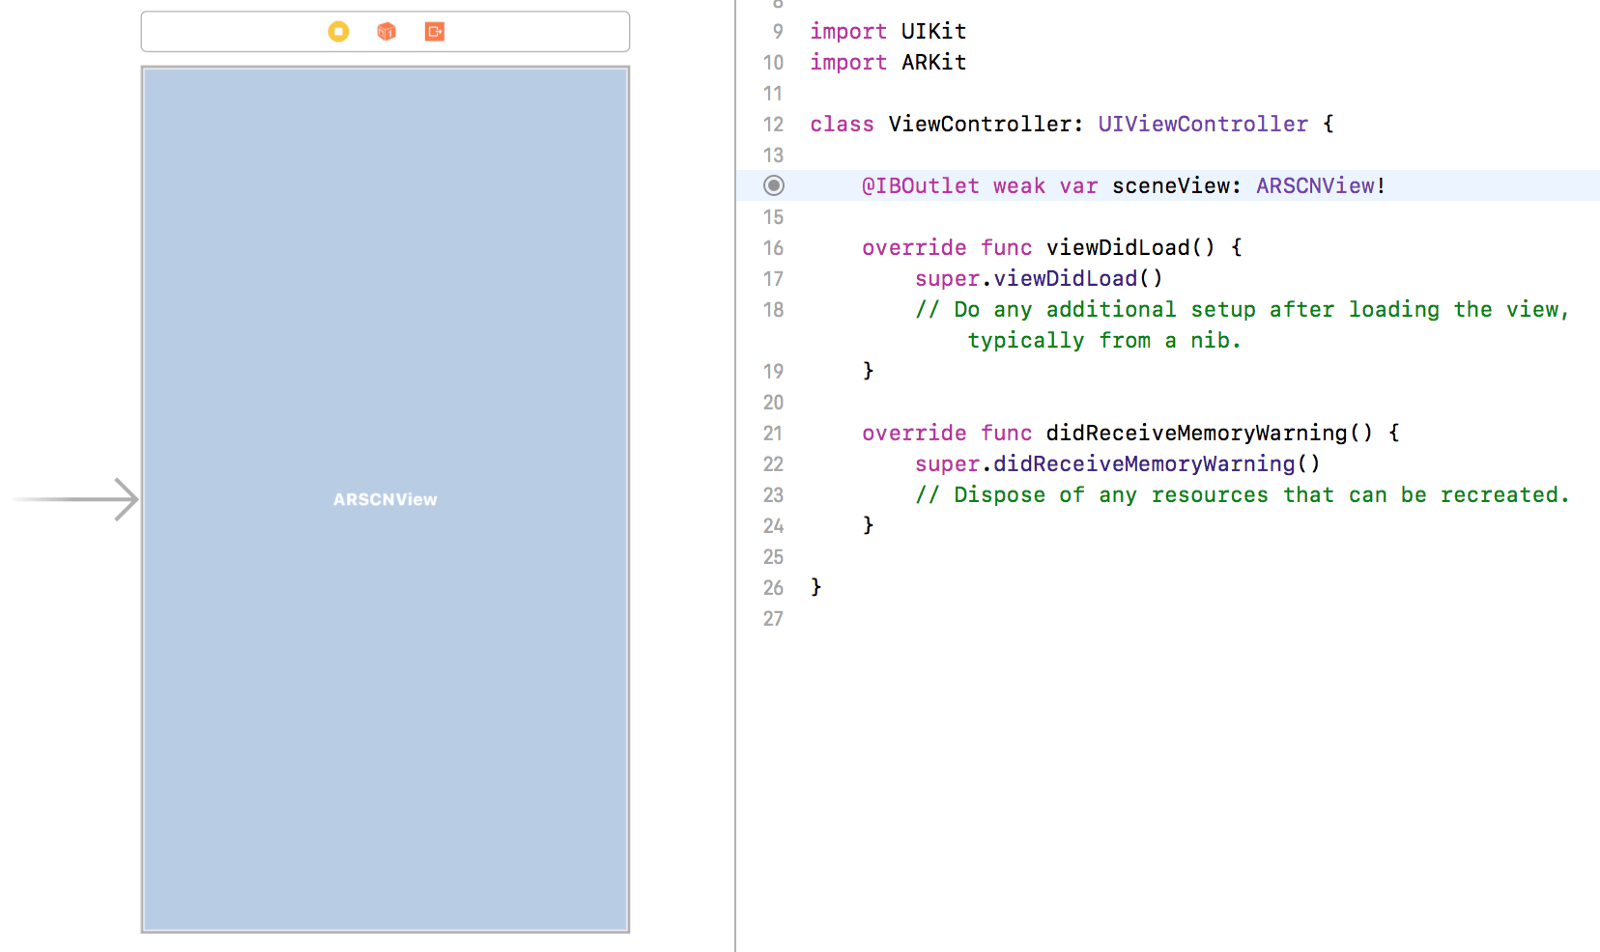 ARSCNView
8
9 import UIKit
10 import ARKit
11
12 class ViewController: UIViewController {
13
@IBOutlet weak var sceneView: ARSCNView!
15
16 override func viewDidLoad() {
17 super.viewDidLoad()
18 // Do any additional setup after loading the view,
typically from a nib.
19 }
20
21 override func didReceiveMemoryWarning() {
22 super.didReceiveMemoryWarning()
23 // Dispose of any resources that can be recreated.
24 }
25
26 }
27